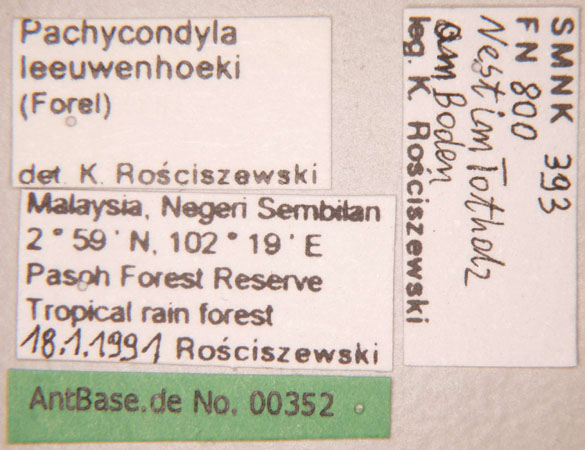 Pachycondyla
leeuwenhoeki
(Forel)
det. K. Rościszewski
Malaysia, Negeri Sembilan
2° 59' N, 102° 19' E
Pasoh Forest Reserve
Tropical rain forest
18.1.1991 Rościszewski
AntBase.de No. 00352
SMNK 393
FN 800
Nest im Totholz
am Boden
leg. K. Rościszewski